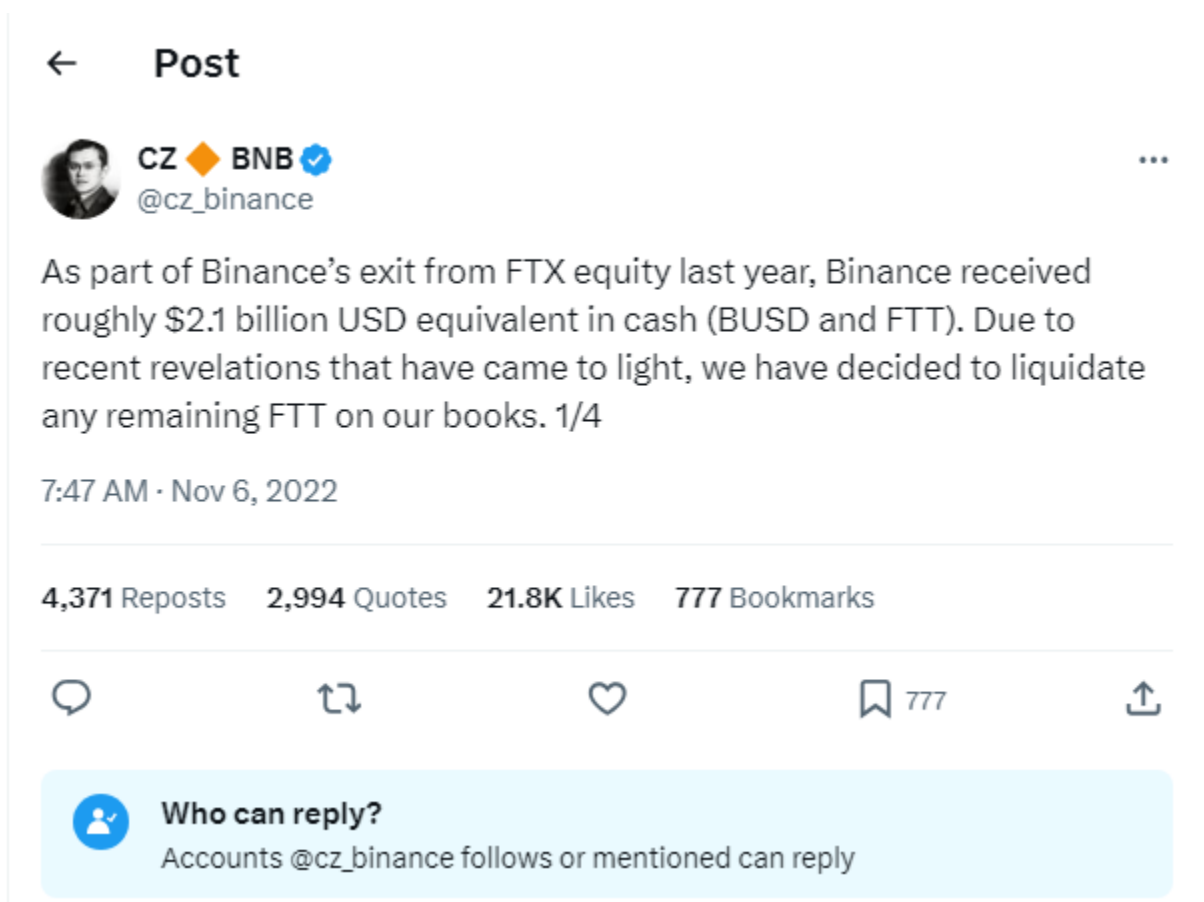 Post
CZ 🔶 BNB
@cz_binance
As part of Binance’s exit from FTX equity last year, Binance received
roughly $2.1 billion USD equivalent in cash (BUSD and FTT). Due to
recent revelations that have came to light, we have decided to liquidate
any remaining FTT on our books. 1/4
7:47 AM · Nov 6, 2022
4,371 Reposts 2,994 Quotes 21.8K Likes 777 Bookmarks
777
Who can reply?
Accounts @cz_binance follows or mentioned can reply